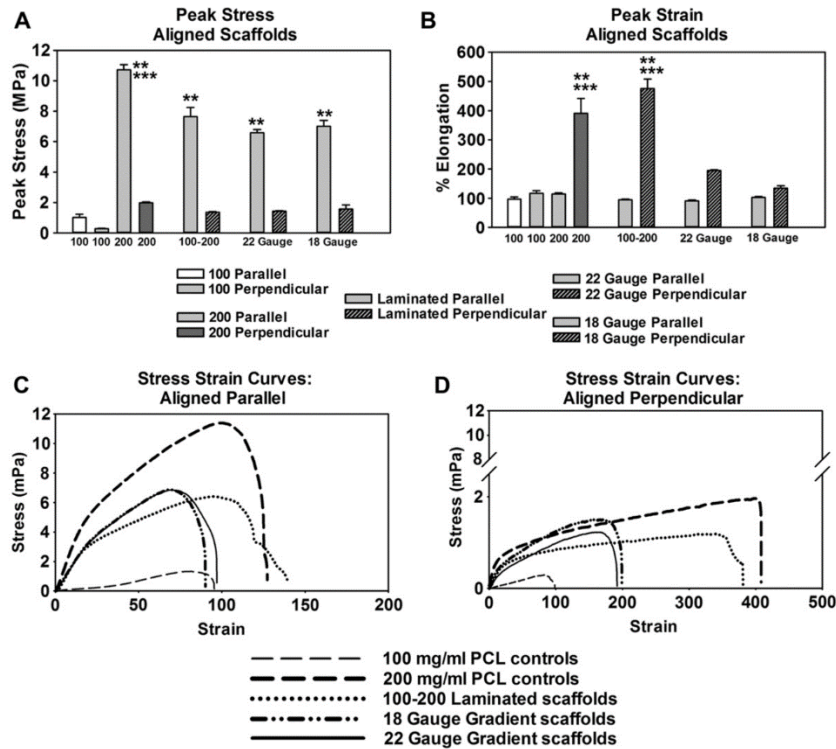 A
Peak Stress
Aligned Scaffolds
Peak Stress (MPa)
12
10
8
6
4
2
0
**
***
**
**
**
100 100 200 200 100-200 22 Gauge 18 Gauge
B
Peak Strain
Aligned Scaffolds
% Elongation
600
500
400
300
200
100
0
**
***
**
***
100 100 200 200 100-200 22 Gauge 18 Gauge
100 Parallel
100 Perpendicular
200 Parallel
200 Perpendicular
Laminated Parallel
Laminated Perpendicular
22 Gauge Parallel
22 Gauge Perpendicular
18 Gauge Parallel
18 Gauge Perpendicular
C
Stress Strain Curves:
Aligned Parallel
Stress (mPa)
12
10
8
6
4
2
0
0 50 100 150 200
Strain
D
Stress Strain Curves:
Aligned Perpendicular
Stress (mPa)
12
10
8
2
0
0 100 200 300 400 500
Strain
100 mg/ml PCL controls
200 mg/ml PCL controls
100-200 Laminated scaffolds
18 Gauge Gradient scaffolds
22 Gauge Gradient scaffolds